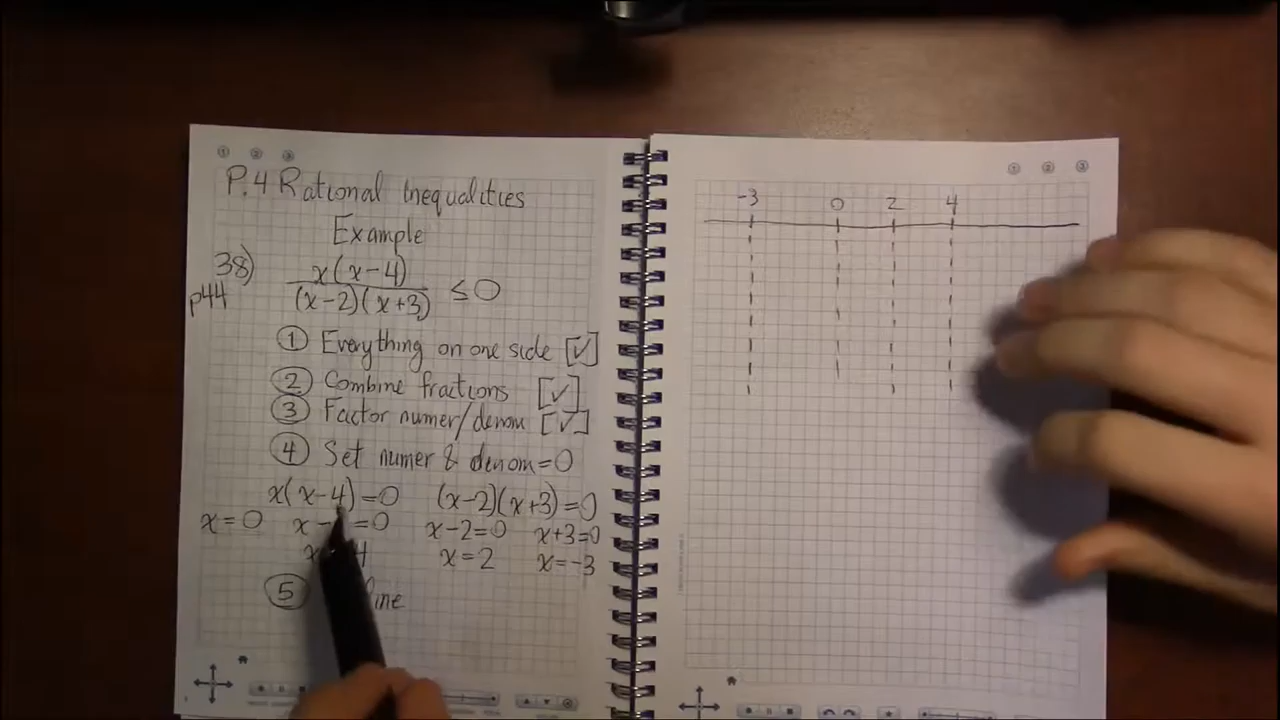 P.4 Rational Inequalities
Example
38) x(x-4)
p44 (x-2)(x+3) ≤0
① Everything on one side [✓]
② Combine fractions [✓]
③ Factor numer/denom [✓]
④ Set numer & denom=0
x(x-4)=0 (x-2)(x+3)=0
x=0 x- =0 x-2=0 x+3=0
4 x=2 x=-3
⑤
-3 0 2 4